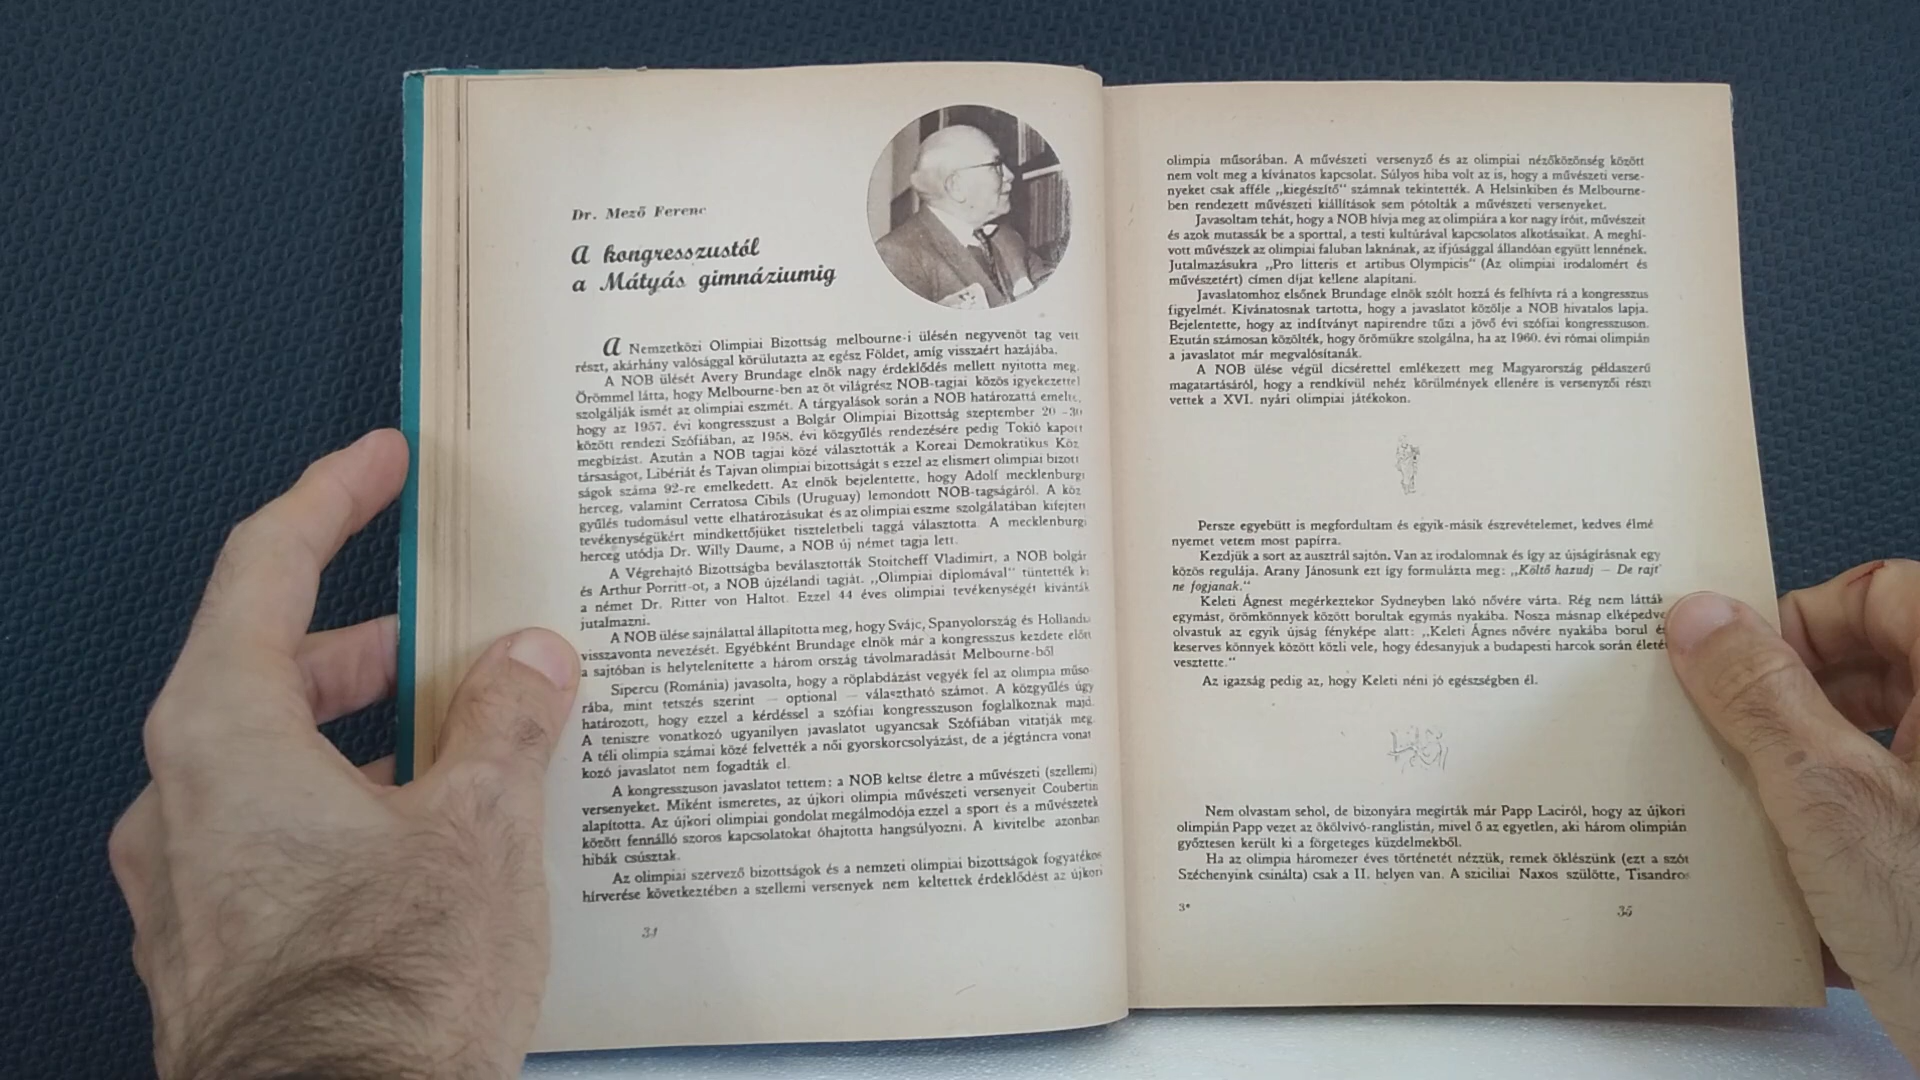 Dr. Mező Ferenc
A kongresszustól
a Mátyás gimnáziumig
A Nemzetközi Olimpiai Bizottság melbourne-i ülésén negyvenöt tag vett
részt, akárhány valósággal körülutazta az egész Földet, amíg visszaért hazájába.
A NOB ülését Avery Brundage elnök nagy érdeklődés mellett nyitotta meg.
Örömmel látta, hogy Melbourne-ben az öt világrész NOB-tagjai közös igyekezettel
szolgálják ismét az olimpiai eszmét. A tárgyalások során a NOB határozattá emelte,
hogy az 1957. évi kongresszust a Bolgár Olimpiai Bizottság szeptember 20–30
között rendezi Szófiában, az 1958. évi közgyűlés rendezésére pedig Tokió kapott
megbízást. Azután a NOB tagjai közé választották a Koreai Demokratikus Köz
társaságot, Libériát és Tajvan olimpiai bizottságát s ezzel az elismert olimpiai bizott
ságok száma 92-re emelkedett. Az elnök bejelentette, hogy Adolf mecklenburgi
herceg, valamint Cerratosa Cibils (Uruguay) lemondott NOB-tagságáról. A köz
gyűlés tudomásul vette elhatározásukat és az olimpiai eszme szolgálatában kifejtett
tevékenységükért mindkettőjüket tiszteletbeli taggá választotta. A mecklenburgi
herceg utódja Dr. Willy Daume, a NOB új német tagja lett.
A Végrehajtó Bizottságba beválasztották Stoitcheff Vladimirt, a NOB bolgár
és Arthur Porritt-ot, a NOB újzélandi tagját. „Olimpiai diplomával” tüntették ki
a német Dr. Ritter von Haltot. Ezzel 44 éves olimpiai tevékenységét kívánták
jutalmazni.
A NOB ülése sajnálattal állapította meg, hogy Svájc, Spanyolország és Hollandia
visszavonta nevezését. Egyébként Brundage elnök már a kongresszus kezdete előtt
a sajtóban is helytelenítette a három ország távolmaradását Melbourne-ből
Sipercu (Románia) javasolta, hogy a röplabdázást vegyék fel az olimpia műso
rába, mint tetszés szerint — optional — választható számot. A közgyűlés úgy
határozott, hogy ezzel a kérdéssel a szófiai kongresszuson foglalkoznak majd.
A teniszre vonatkozó ugyanilyen javaslatot ugyancsak Szófiában vitatják meg.
A téli olimpia számai közé felvették a női gyorskorcsolyázást, de a jégtáncra vonat
kozó javaslatot nem fogadták el.
A kongresszuson javaslatot tettem: a NOB keltse életre a művészeti (szellemi)
versenyeket. Miként ismeretes, az újkori olimpia művészeti versenyeit Coubertin
alapította. Az újkori olimpiai gondolat megálmodója ezzel a sport és a művészetek
között fennálló szoros kapcsolatokat óhajtotta hangsúlyozni. A kivitelbe azonban
hibák csúsztak.
Az olimpiai szervező bizottságok és a nemzeti olimpiai bizottságok fogyatékos
hírverése következtében a szellemi versenyek nem keltettek érdeklődést az újkori
34
olimpia műsorában. A művészeti versenyző és az olimpiai nézőközönség között
nem volt meg a kívánatos kapcsolat. Súlyos hiba volt az is, hogy a művészeti verse-
nyeket csak afféle „kiegészítő” számnak tekintették. A Helsinkiben és Melbourne-
ben rendezett művészeti kiállítások sem pótolták a művészeti versenyeket.
Javasoltam tehát, hogy a NOB hívja meg az olimpiára a kor nagy íróit, művészeit
és azok mutassák be a sporttal, a testi kultúrával kapcsolatos alkotásaikat. A meghí-
vott művészek az olimpiai faluban laknának, az ifjúsággal állandóan együtt lennének.
Jutalmazásukra „Pro litteris et artibus Olympicis” (Az olimpiai irodalomért és
művészetért) címen díjat kellene alapítani.
Javaslatomhoz elsőnek Brundage elnök szólt hozzá és felhívta rá a kongresszus
figyelmét. Kívánatosnak tartotta, hogy a javaslatot közölje a NOB hivatalos lapja.
Bejelentette, hogy az indítványt napirendre tűzi a jövő évi szófiai kongresszuson.
Ezután számosan közölték, hogy örömükre szolgálna, ha az 1960. évi római olimpián
a javaslatot már megvalósítanák.
A NOB ülése végül dicsérettel emlékezett meg Magyarország példaszerű
magatartásáról, hogy a rendkívül nehéz körülmények ellenére is versenyzői részt
vettek a XVI. nyári olimpiai játékokon.
Persze egyebütt is megfordultam és egyik-másik észrevételemet, kedves élmé
nyemet vetem most papírra.
Kezdjük a sort az ausztrál sajtón. Van az irodalomnak és így az újságírásnak egy
közös regulája. Arany Jánosunk ezt így formulázta meg: „Költő hazudj — De rajt'
ne fogjanak.”
Keleti Ágnest megérkeztekor Sydneyben lakó nővére várta. Rég nem látták
egymást, örömkönnyek között borultak egymás nyakába. Nosza másnap elképedve
olvastuk az egyik újság fényképe alatt: „Keleti Ágnes nővére nyakába borul és
keserves könnyek között közli vele, hogy édesanyjuk a budapesti harcok során életét
vesztette.”
Az igazság pedig az, hogy Keleti néni jó egészségben él.
Nem olvastam sehol, de bizonyára megírták már Papp Laciról, hogy az újkori
olimpián Papp vezet az ökölvívó-ranglistán, mivel ő az egyetlen, aki három olimpián
győztesen került ki a förgeteges küzdelmekből.
Ha az olimpia háromezer éves történetét nézzük, remek öklészünk (ezt a szót
Széchenyink csinálta) csak a II. helyen van. A sziciliai Naxos szülötte, Tisandros
3*
35